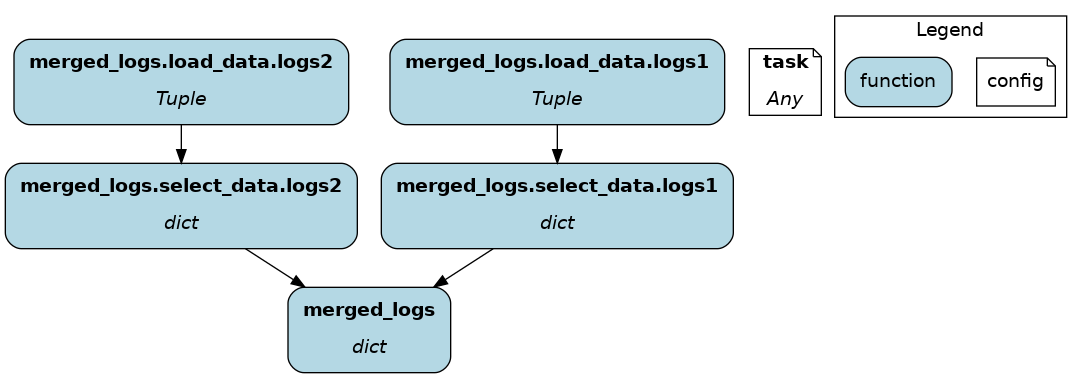 merged_logs.load_data.logs2
Tuple
merged_logs.load_data.logs1
Tuple
task
Any
Legend
function
config
merged_logs.select_data.logs2
dict
merged_logs.select_data.logs1
dict
merged_logs
dict